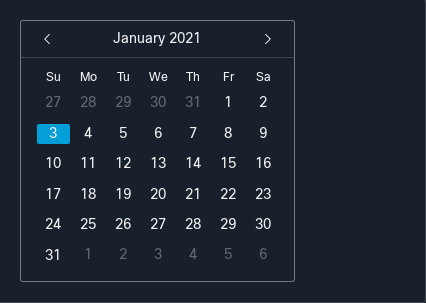 January 2021
Su Mo Tu We Th Fr Sa
27 28 29 30 31 1 2
3 4 5 6 7 8 9
10 11 12 13 14 15 16
17 18 19 20 21 22 23
24 25 26 27 28 29 30
31 1 2 3 4 5 6